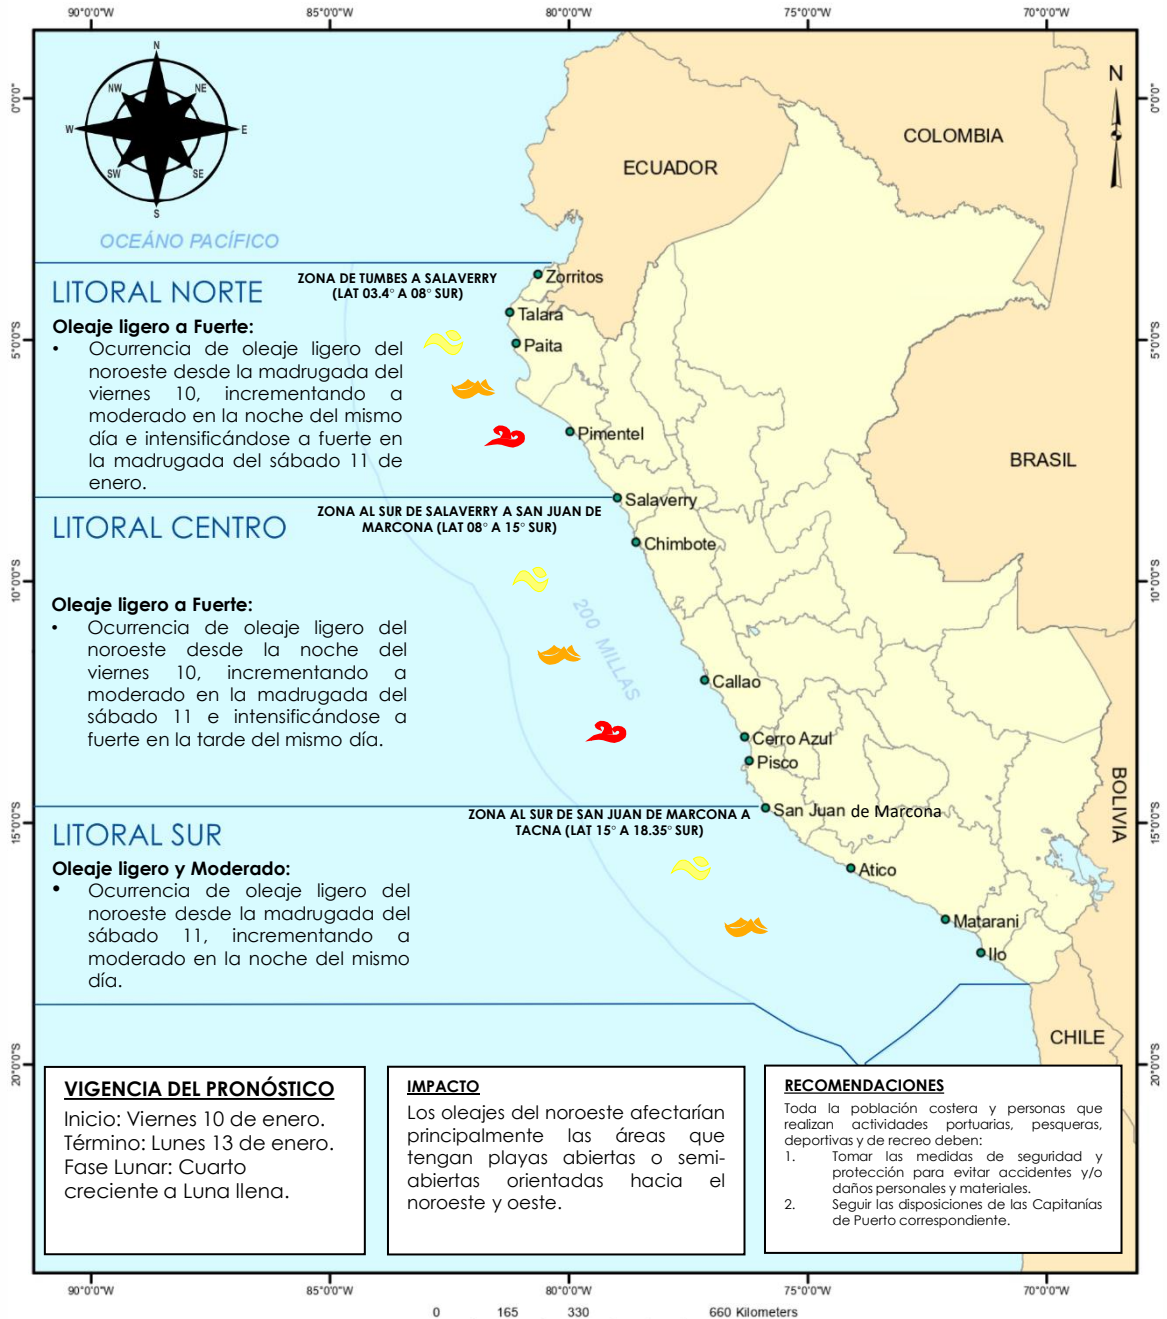 90°0'0"W 85°0'0"W 80°0'0"W 75°0'0"W 70°0'0"W
N
NW NE
W E
SW SE
S
N
0°0'0"
0°0'0"
COLOMBIA
ECUADOR
OCEÁNO PACÍFICO
LITORAL NORTE
ZONA DE TUMBES A SALAVERRY
(LAT 03.4° A 08° SUR)
Zorritos
Talara
Paita
Pimentel
Salaverry
Oleaje ligero a Fuerte:
• Ocurrencia de oleaje ligero del
noroeste desde la madrugada del
viernes 10, incrementando a
moderado en la noche del mismo
día e intensificándose a fuerte en
la madrugada del sábado 11 de
enero.
5°0'0"S
5°0'0"S
BRASIL
LITORAL CENTRO
ZONA AL SUR DE SALAVERRY A SAN JUAN DE
MARCONA (LAT 08° A 15° SUR)
Chimbote
10°0'0"S
10°0'0"S
Oleaje ligero a Fuerte:
• Ocurrencia de oleaje ligero del
noroeste desde la noche del
viernes 10, incrementando a
moderado en la madrugada del
sábado 11 e intensificándose a
fuerte en la tarde del mismo día.
200 MILLAS
Callao
Cerro Azul
Pisco
San Juan de Marcona
BOLIVIA
15°0'0"S
15°0'0"S
LITORAL SUR
ZONA AL SUR DE SAN JUAN DE MARCONA A
TACNA (LAT 15° A 18.35° SUR)
Oleaje ligero y Moderado:
• Ocurrencia de oleaje ligero del
noroeste desde la madrugada del
sábado 11, incrementando a
moderado en la noche del mismo
día.
Atico
Matarani
Ilo
CHILE
20°0'0"S
20°0'0"S
VIGENCIA DEL PRONÓSTICO
Inicio: Viernes 10 de enero.
Término: Lunes 13 de enero.
Fase Lunar: Cuarto
creciente a Luna llena.
IMPACTO
Los oleajes del noroeste afectarían
principalmente las áreas que
tengan playas abiertas o semi-
abiertas orientadas hacia el
noroeste y oeste.
RECOMENDACIONES
Toda la población costera y personas que
realizan actividades portuarias, pesqueras,
deportivas y de recreo deben:
1. Tomar las medidas de seguridad y
protección para evitar accidentes y/o
daños personales y materiales.
2. Seguir las disposiciones de las Capitanías
de Puerto correspondiente.
90°0'0"W 85°0'0"W 80°0'0"W 75°0'0"W 70°0'0"W
0 165 330 660 Kilometers